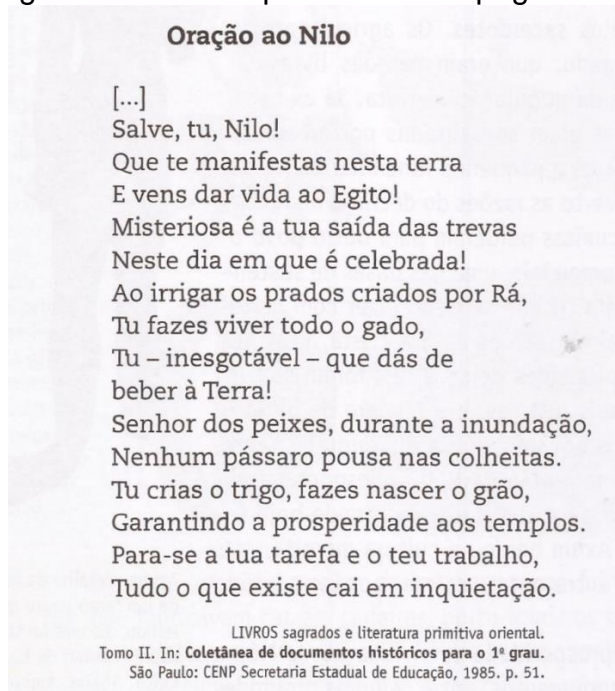 Oração ao Nilo
[...]
Salve, tu, Nilo!
Que te manifestas nesta terra
E vens dar vida ao Egito!
Misteriosa é a tua saída das trevas
Neste dia em que é celebrada!
Ao irrigar os prados criados por Rá,
Tu fazes viver todo o gado,
Tu – inesgotável – que dás de
beber à Terra!
Senhor dos peixes, durante a inundação,
Nenhum pássaro pousa nas colheitas.
Tu crias o trigo, fazes nascer o grão,
Garantindo a prosperidade aos templos.
Para-se a tua tarefa e o teu trabalho,
Tudo o que existe cai em inquietação.
LIVROS sagrados e literatura primitiva oriental.
Tomo II. In: Coletânea de documentos históricos para o 1º grau.
São Paulo: CENP Secretaria Estadual de Educação, 1985. p. 51.